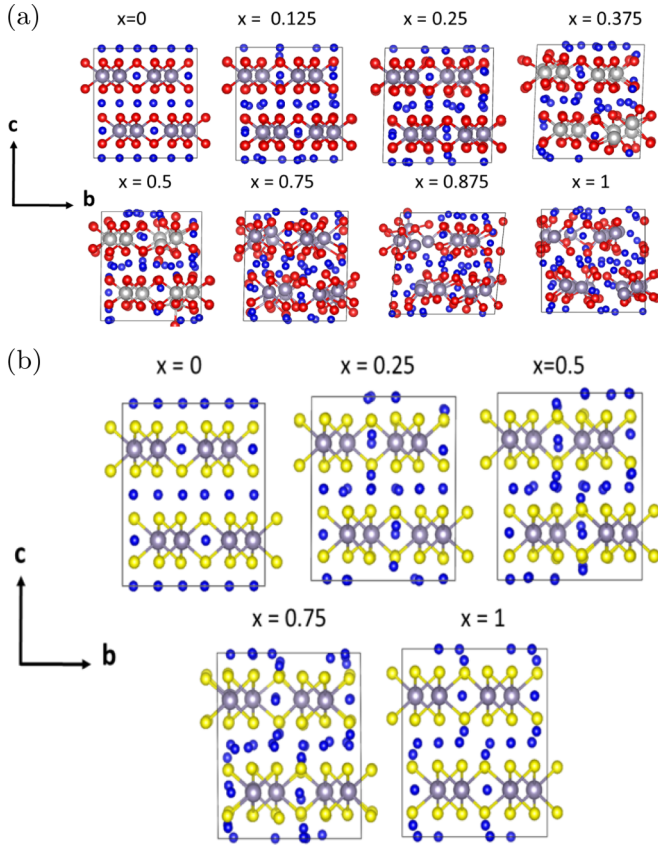 (a)
x=0 x = 0.125 x = 0.25 x = 0.375
c
b
x = 0.5 x = 0.75 x = 0.875 x = 1
(b)
x = 0 x = 0.25 x=0.5
c
b
x = 0.75 x = 1